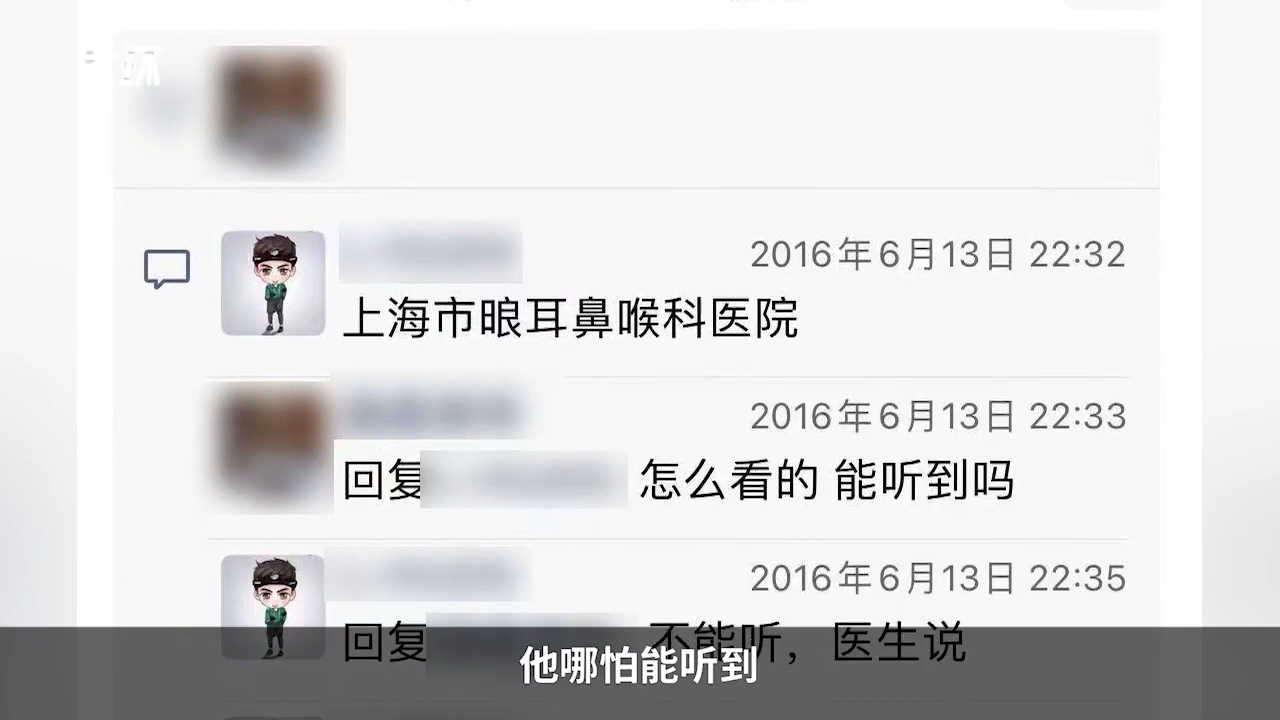 2016年6月13日 22:32
上海市眼耳鼻喉科医院
2016年6月13日 22:33
回复 怎么看的 能听到吗
2016年6月13日 22:35
回复 不能听，医生说
他哪怕能听到